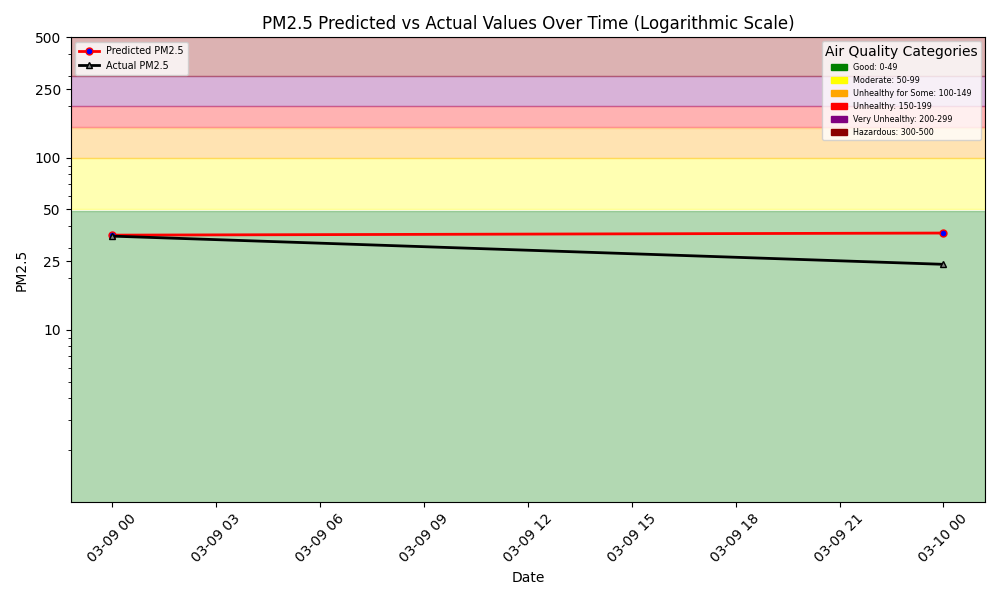 PM2.5 Predicted vs Actual Values Over Time (Logarithmic Scale)
Predicted PM2.5
Actual PM2.5
Air Quality Categories
Good: 0-49
Moderate: 50-99
Unhealthy for Some: 100-149
Unhealthy: 150-199
Very Unhealthy: 200-299
Hazardous: 300-500
PM2.5
500
250
100
50
25
10
03-09 00
03-09 03
03-09 06
03-09 09
03-09 12
03-09 15
03-09 18
03-09 21
03-10 00
Date